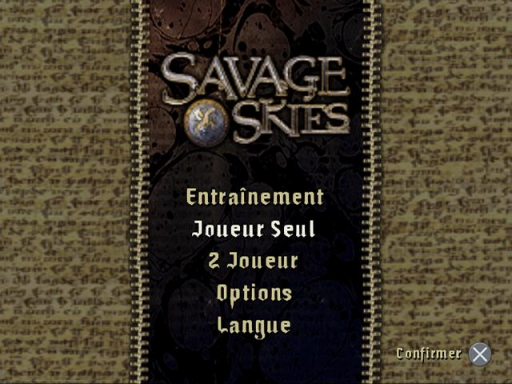 SAVAGE
SKIES
Entraînement
Joueur Seul
2 Joueur
Options
Langue
Confirmer